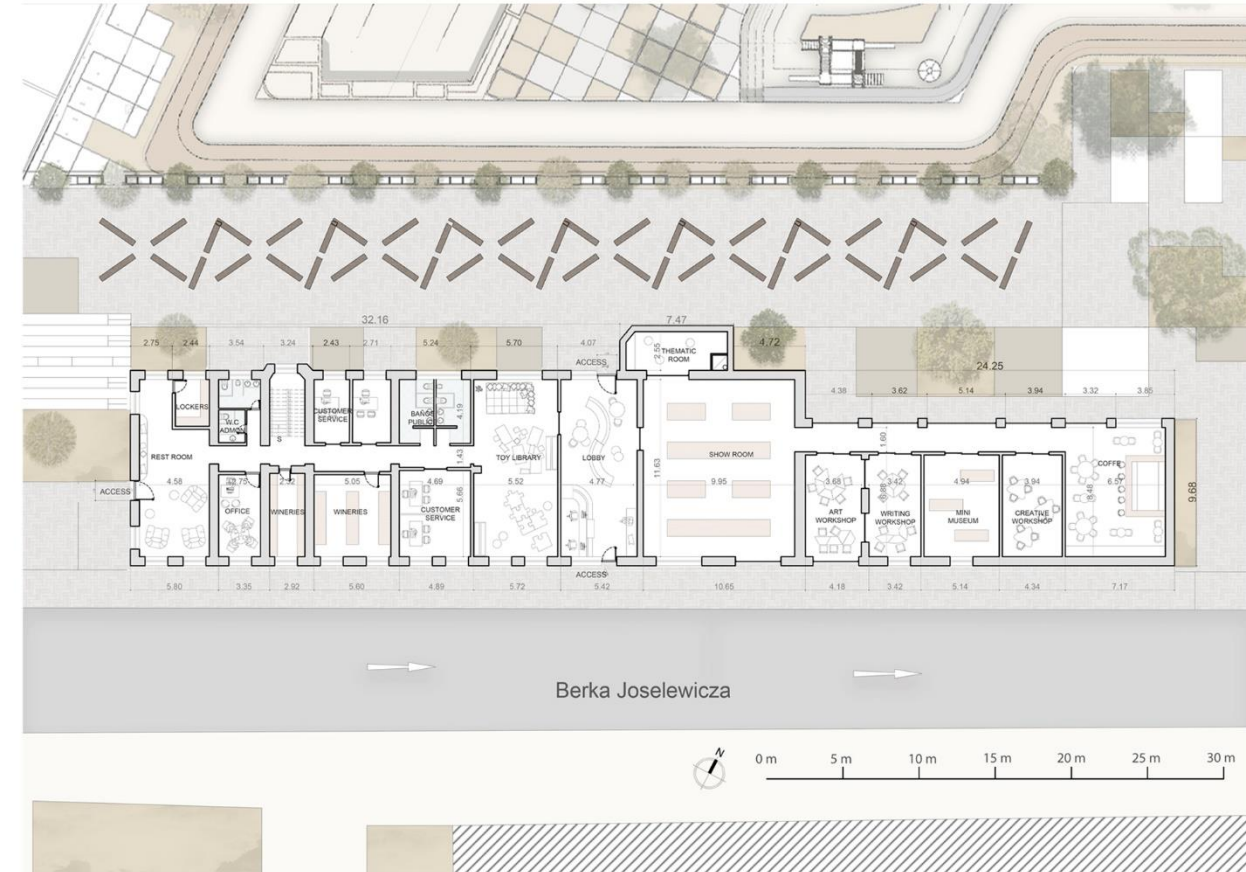 32.16
7.47
2.75
2.44
3.54
3.24
2.43
2.71
5.24
5.70
4.07
4.72
ACCESS
THEMATIC
ROOM
2.55
24.25
4.38
3.62
5.14
3.94
3.32
3.85
LOCKERS
W.C
ADMON
S
CUSTOMER
SERVICE
BAÑOS
PUBLIC
4.19
1.43
1.60
REST ROOM
TOY LIBRARY
LOBBY
SHOW ROOM
11.63
COFFE
4.58
2.75
5.05
4.69
5.66
5.52
4.77
9.95
3.68
3.42
4.94
3.94
8.48
6.57
9.68
ACCESS
OFFICE
WINERIES
WINERIES
CUSTOMER
SERVICE
ART
WORKSHOP
WRITING
WORKSHOP
MINI
MUSEUM
CREATIVE
WORKSHOP
ACCESS
5.80
3.35
2.92
5.60
4.89
5.72
5.42
10.65
4.18
3.42
5.14
4.34
7.17
Berka Joselewicza
N
0 m
5 m
10 m
15 m
20 m
25 m
30 m